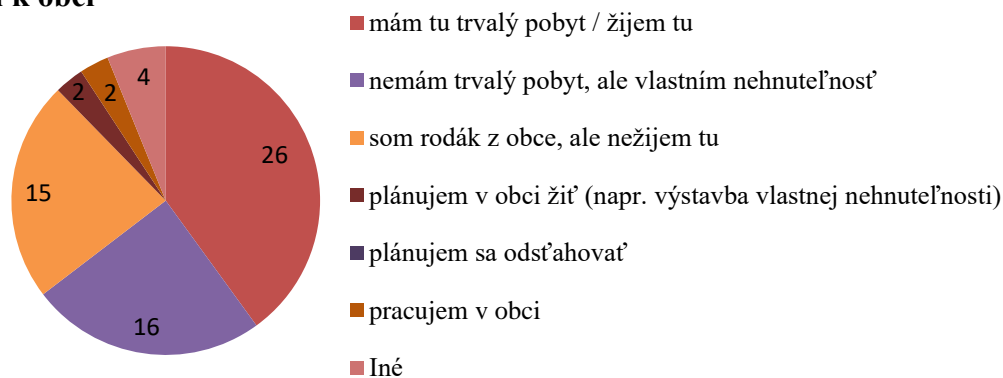 k obci
mám tu trvalý pobyt / žijem tu
nemám trvalý pobyt, ale vlastním nehnuteľnosť
som rodák z obce, ale nežijem tu
plánujem v obci žiť (napr. výstavba vlastnej nehnuteľnosti)
plánujem sa odsťahovať
pracujem v obci
Iné
26
16
15
2
2
4